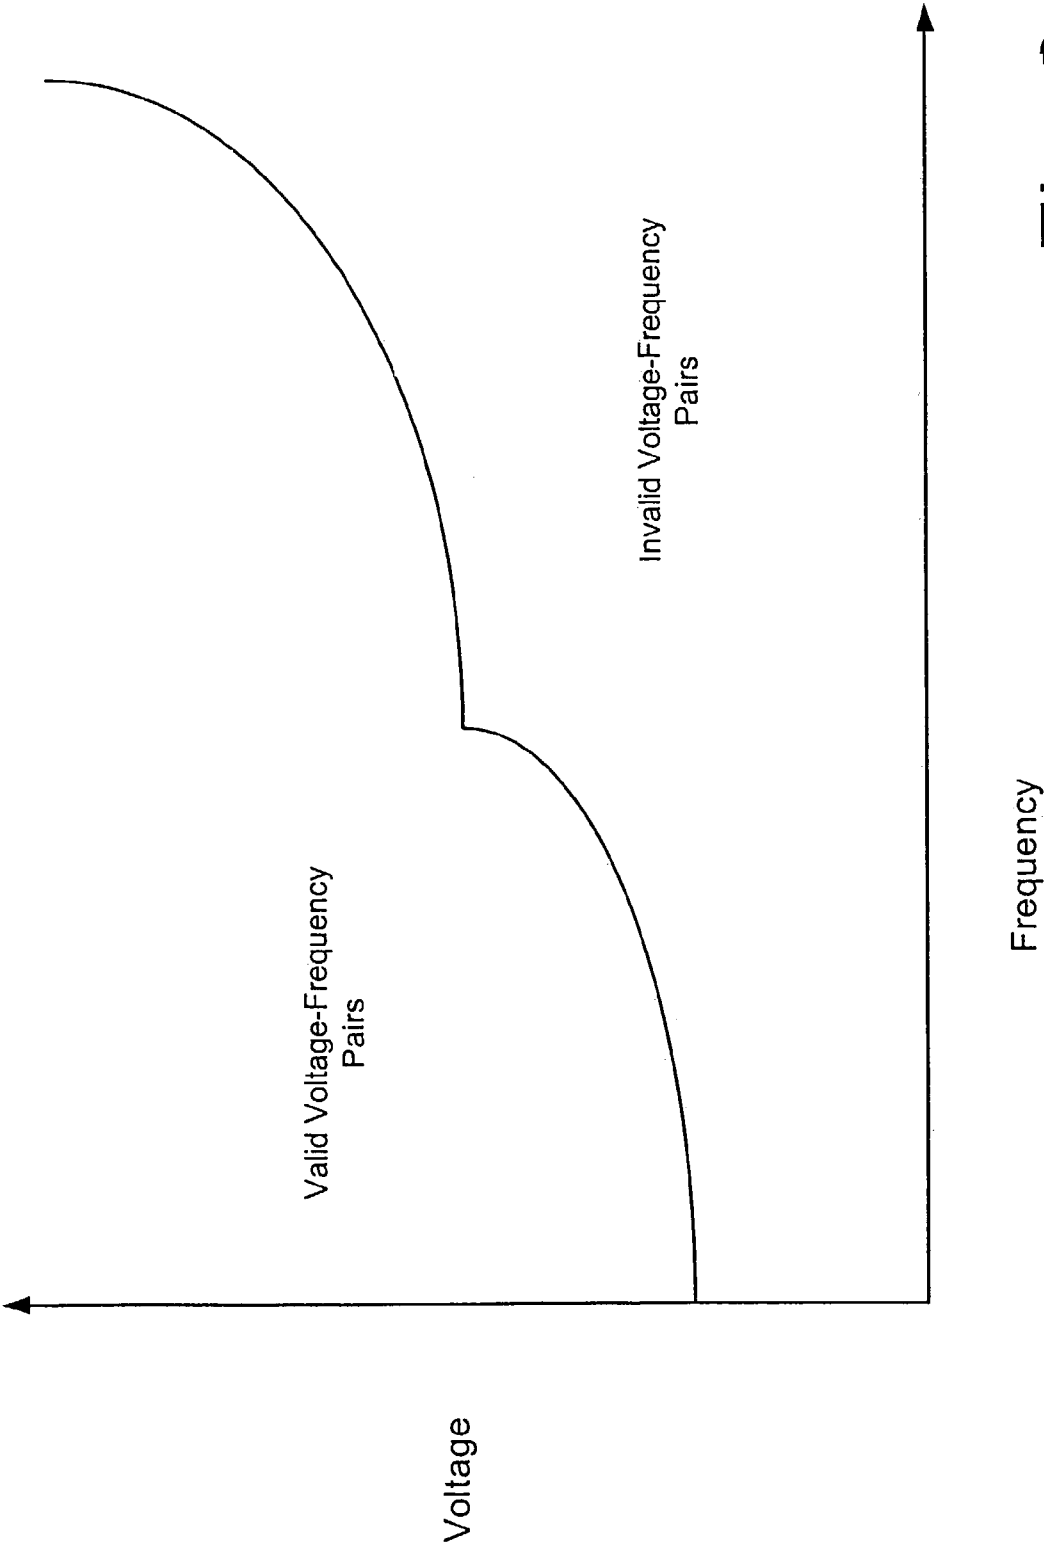 Voltage
Valid Voltage-Frequency
Pairs
Invalid Voltage-Frequency
Pairs
Frequency